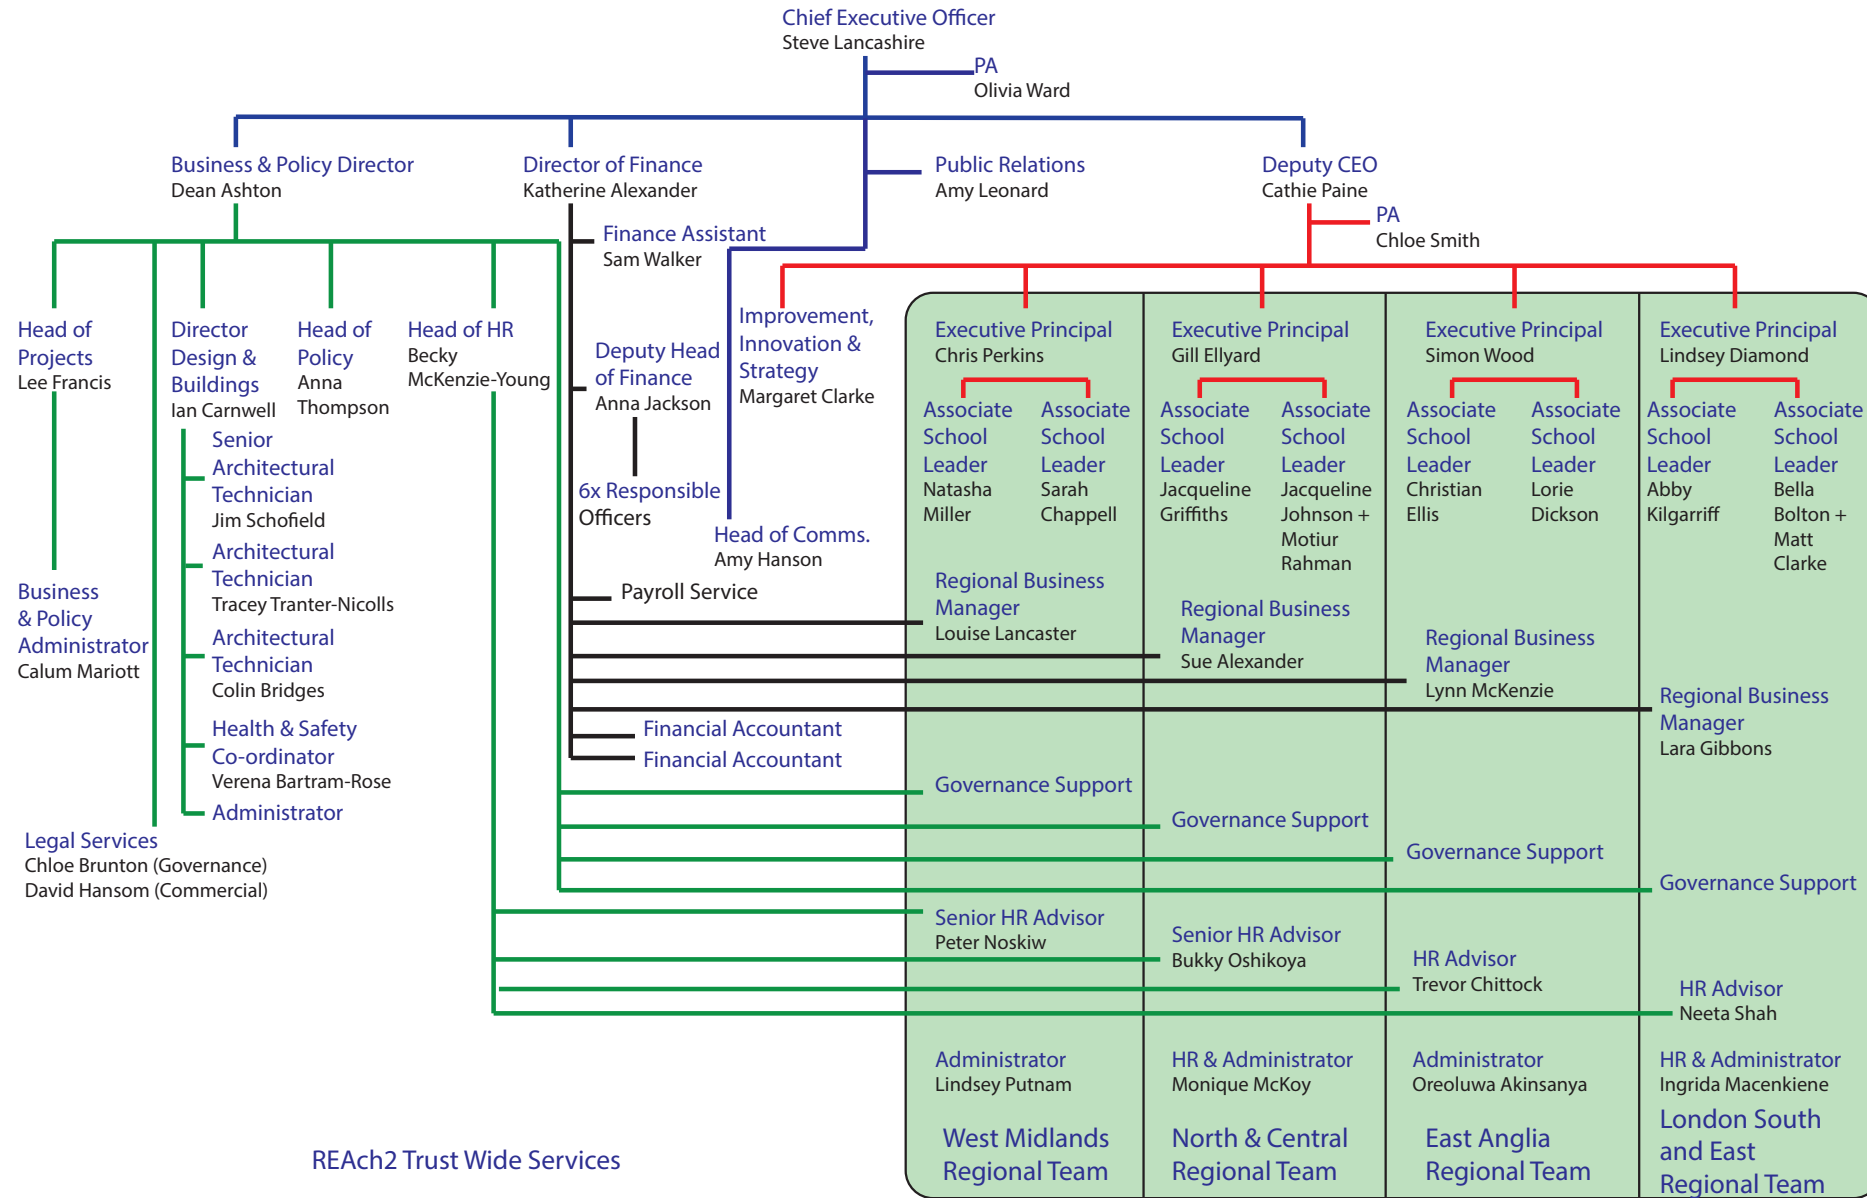 Chief Executive Officer
Steve Lancashire
PA
Olivia Ward
Business & Policy Director
Dean Ashton
Director of Finance
Katherine Alexander
Public Relations
Amy Leonard
Deputy CEO
Cathie Paine
PA
Chloe Smith
Finance Assistant
Sam Walker
Head of
Projects
Lee Francis
Director
Design &
Buildings
Ian Carnwell
Head of
Policy
Anna
Thompson
Head of HR
Becky
McKenzie-Young
Deputy Head
of Finance
Anna Jackson
6x Responsible
Officers
Improvement,
Innovation &
Strategy
Margaret Clarke
Head of Comms.
Amy Hanson
Senior
Architectural
Technician
Jim Schofield
Architectural
Technician
Tracey Tranter-Nicolls
Architectural
Technician
Colin Bridges
Health & Safety
Co-ordinator
Verena Bartram-Rose
Administrator
Business
& Policy
Administrator
Calum Mariott
Legal Services
Chloe Brunton (Governance)
David Hansom (Commercial)
Payroll Service
Financial Accountant
Financial Accountant
Executive Principal
Chris Perkins
Associate
School
Leader
Natasha
Miller
Associate
School
Leader
Sarah
Chappell
Regional Business
Manager
Louise Lancaster
Governance Support
Senior HR Advisor
Peter Noskiw
Administrator
Lindsey Putnam
West Midlands
Regional Team
Executive Principal
Gill Ellyard
Associate
School
Leader
Jacqueline
Griffiths
Associate
School
Leader
Jacqueline
Johnson +
Motiur
Rahman
Regional Business
Manager
Sue Alexander
Governance Support
Senior HR Advisor
Bukky Oshikoya
HR & Administrator
Monique McKoy
North & Central
Regional Team
Executive Principal
Simon Wood
Associate
School
Leader
Christian
Ellis
Associate
School
Leader
Lorie
Dickson
Regional Business
Manager
Lynn McKenzie
Governance Support
HR Advisor
Trevor Chittock
Administrator
Oreoluwa Akinsanya
East Anglia
Regional Team
Executive Principal
Lindsey Diamond
Associate
School
Leader
Abby
Kilgarriff
Associate
School
Leader
Bella
Bolton +
Matt
Clarke
Regional Business
Manager
Lara Gibbons
Governance Support
HR Advisor
Neeta Shah
HR & Administrator
Ingrida Macenkiene
London South
and East
Regional Team
REAch2 Trust Wide Services